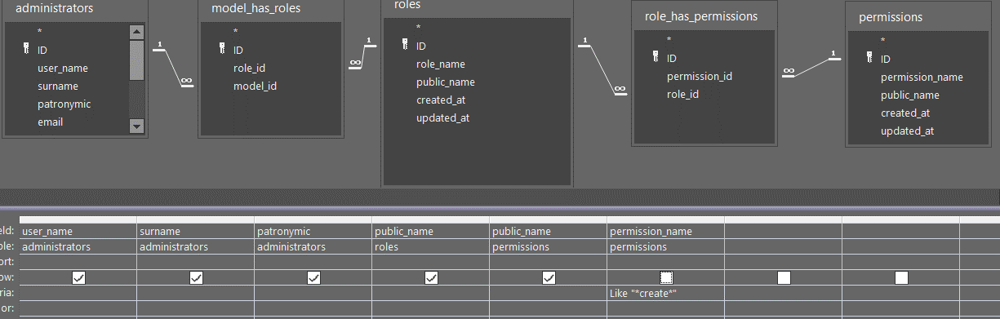 administrators
*
ID
user_name
surname
patronymic
email
1
∞
model_has_roles
*
ID
role_id
model_id
∞
1
roles
*
ID
role_name
public_name
created_at
updated_at
1
∞
role_has_permissions
*
ID
permission_id
role_id
∞
1
permissions
*
ID
permission_name
public_name
created_at
updated_at
eld: user_name surname patronymic public_name public_name permission_name
ble: administrators administrators administrators roles permissions permissions
ort:
ow:
eria: Like "*create*"
or: